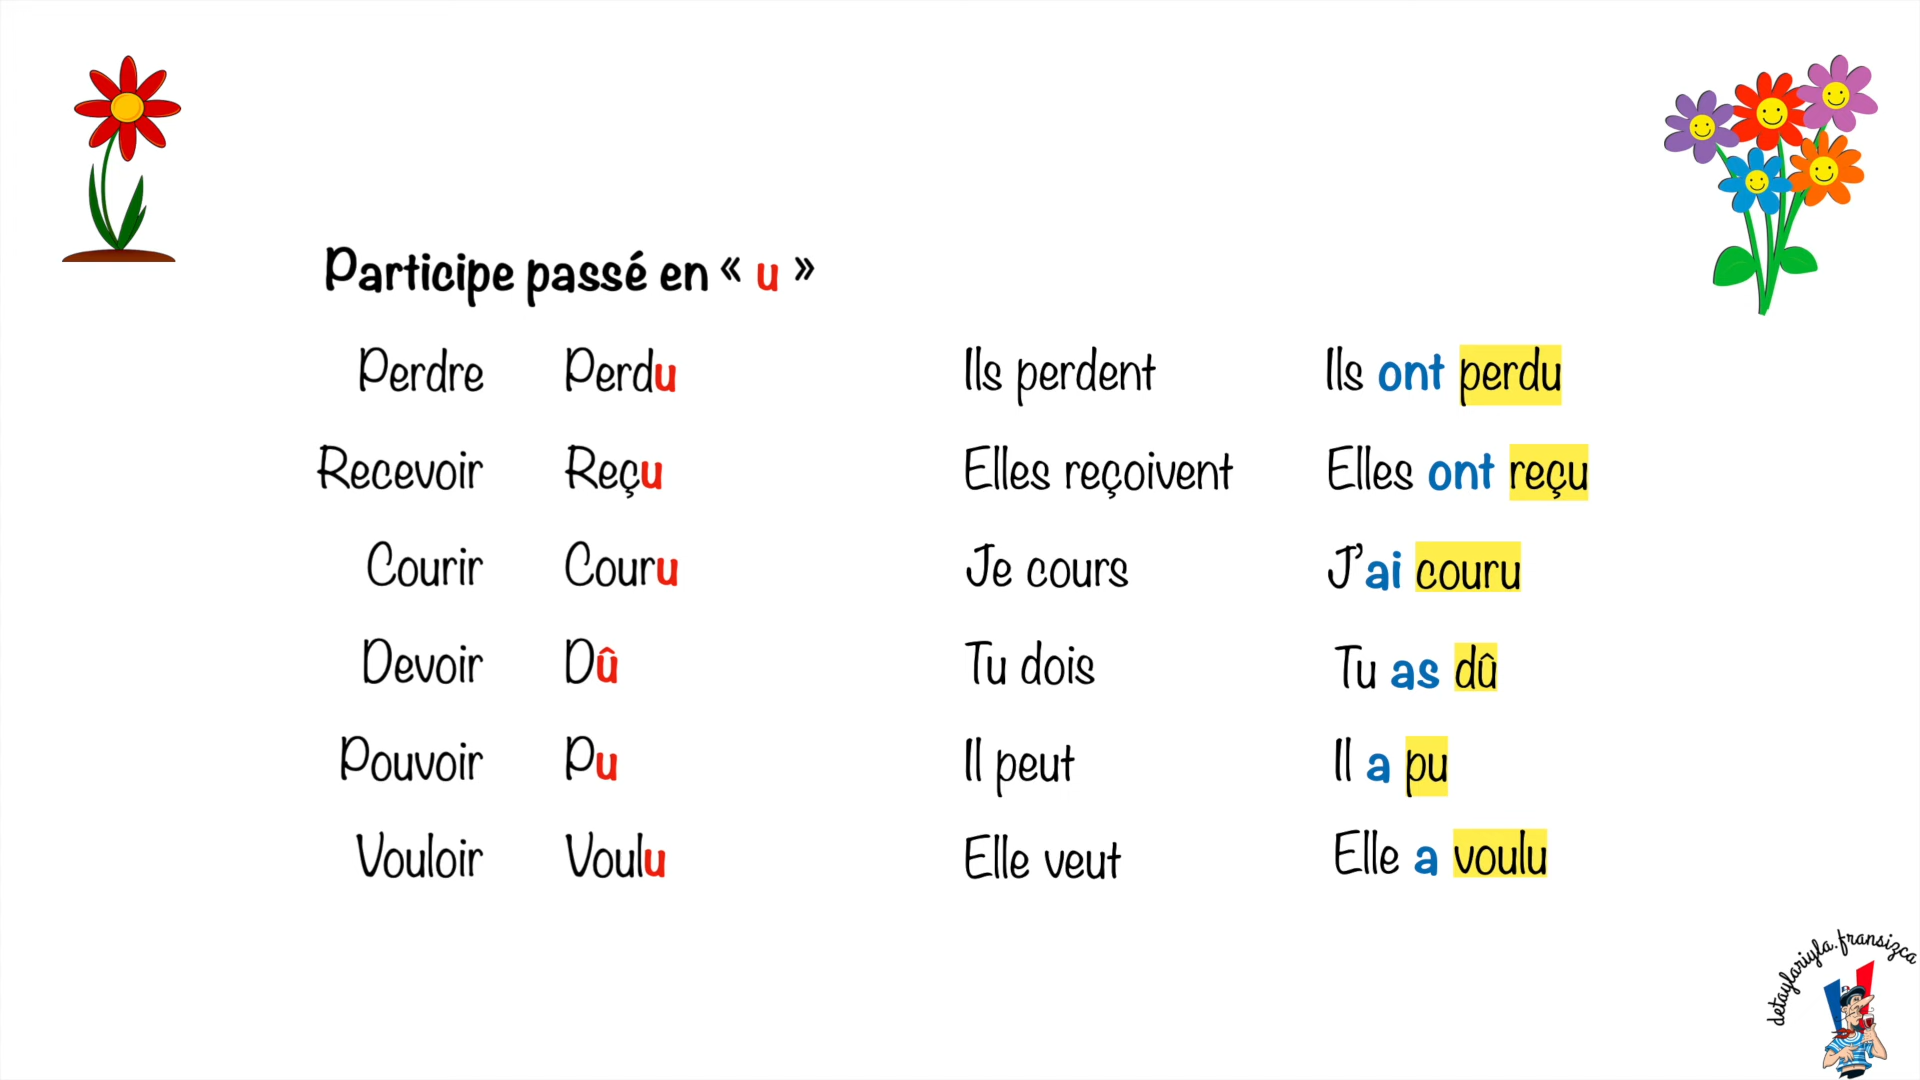 Participe passé en « u »
Perdre Perdu Ils perdent Ils ont perdu
Recevoir Reçu Elles reçoivent Elles ont reçu
Courir Couru Je cours J'ai couru
Devoir Dû Tu dois Tu as dû
Pouvoir Pu Il peut Il a pu
Vouloir Voulu Elle veut Elle a voulu
detaylariyla.fransizca